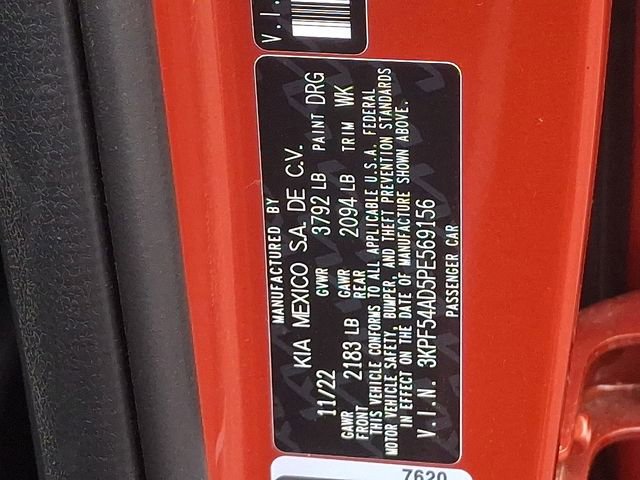 V.I.
MANUFACTURED BY
KIA MEXICO S.A. DE C.V.
11/22 GVWR 3792 LB PAINT DRG
GAWR FRONT 2183 LB GAWR REAR 2094 LB TRIM WK
THIS VEHICLE CONFORMS TO ALL APPLICABLE U.S.A. FEDERAL
MOTOR VEHICLE SAFETY, BUMPER, AND THEFT PREVENTION STANDARDS
IN EFFECT ON THE DATE OF MANUFACTURE SHOWN ABOVE.
V.I.N. 3KPF54AD5PE569156
PASSENGER CAR
7620